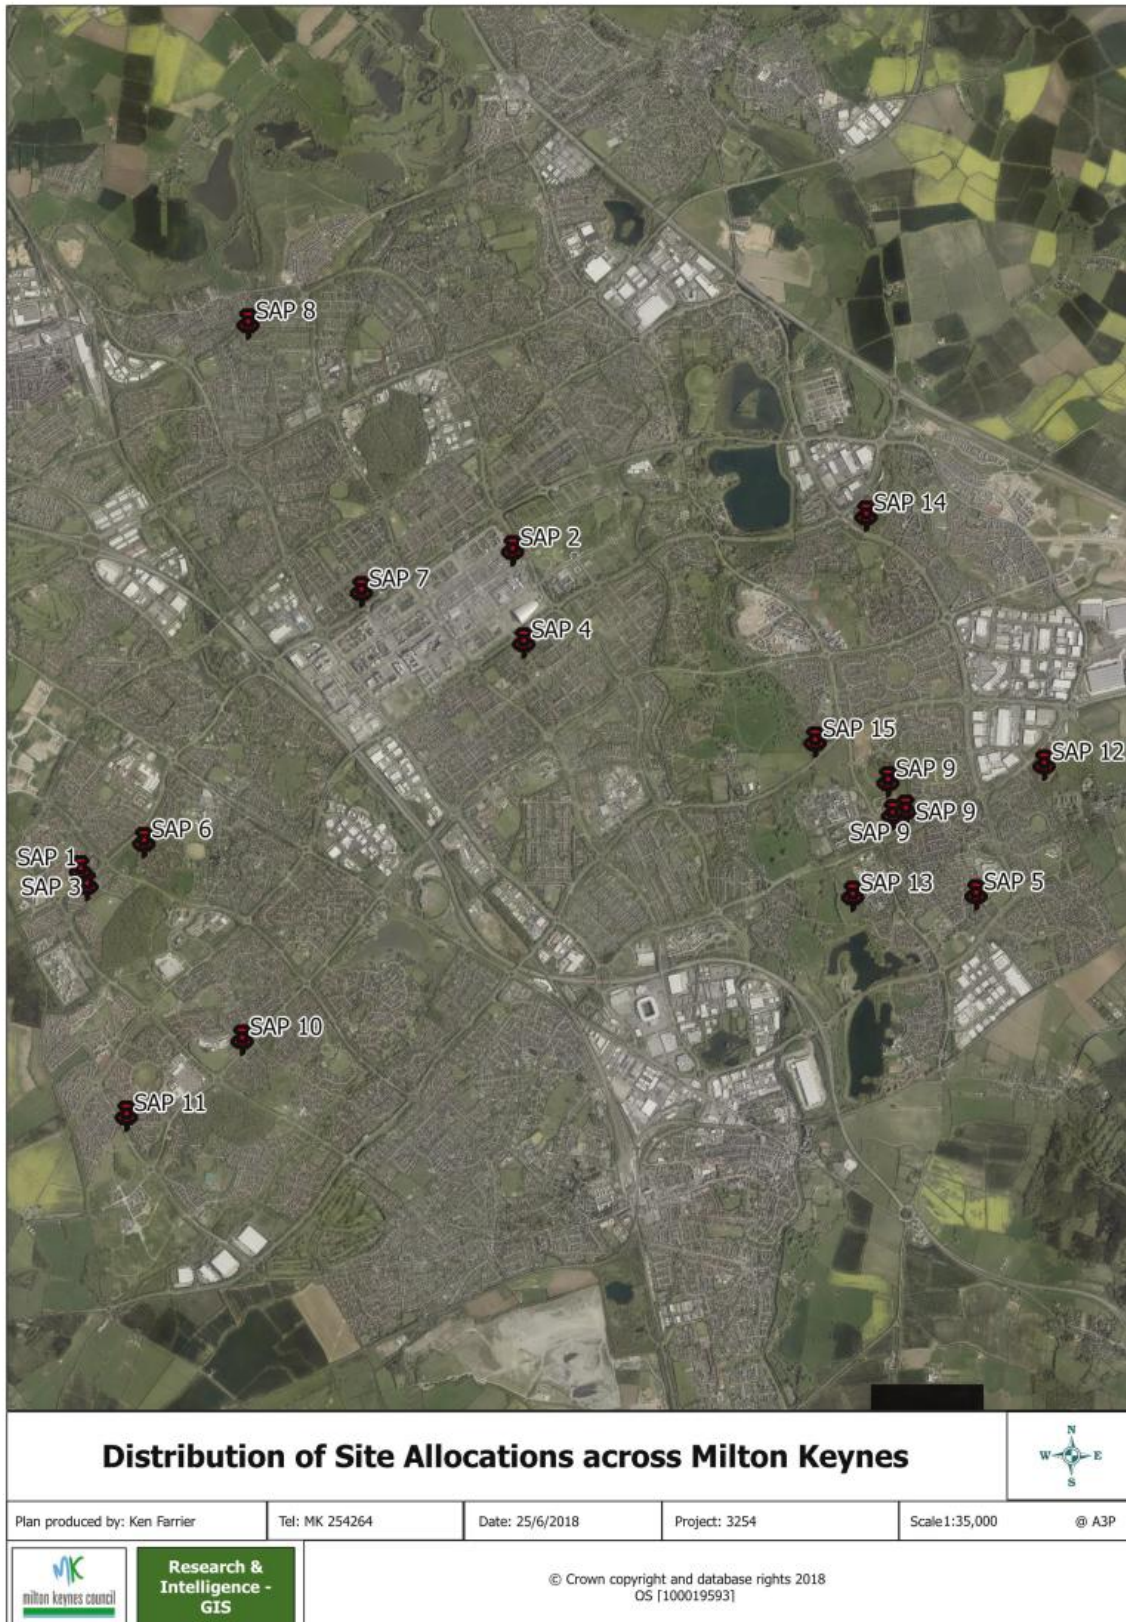 SAP 8
SAP 14
SAP 2
SAP 7
SAP 4
SAP 15
SAP 12
SAP 9
SAP 9
SAP 9
SAP 6
SAP 1
SAP 3
SAP 13
SAP 5
SAP 10
SAP 11
Distribution of Site Allocations across Milton Keynes
N
W E
S
Plan produced by: Ken Farrier
Tel: MK 254264
Date: 25/6/2018
Project: 3254
Scale1:35,000 @ A3P
MK
milton keynes council
Research &
Intelligence -
GIS
© Crown copyright and database rights 2018
OS [100019593]